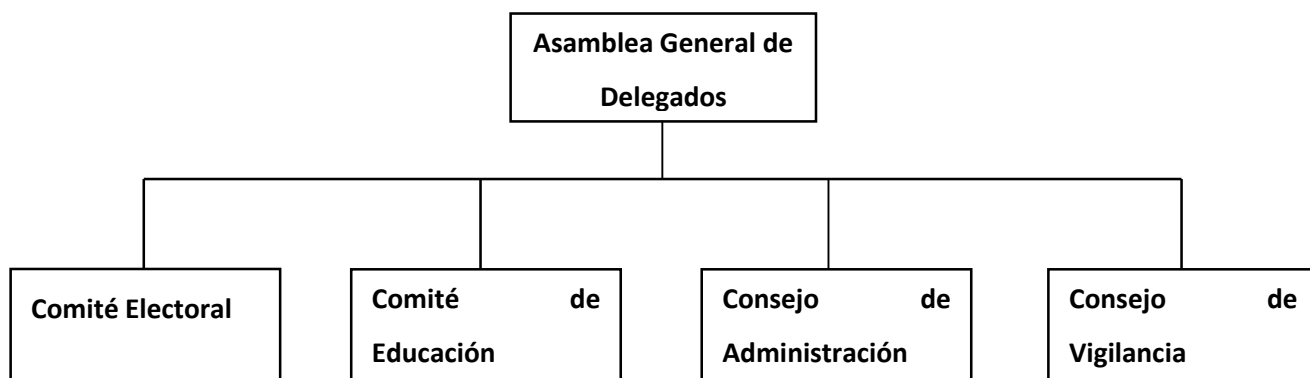 Asamblea General de
Delegados
Comité Electoral
Comité de
Educación
Consejo de
Administración
Consejo de
Vigilancia